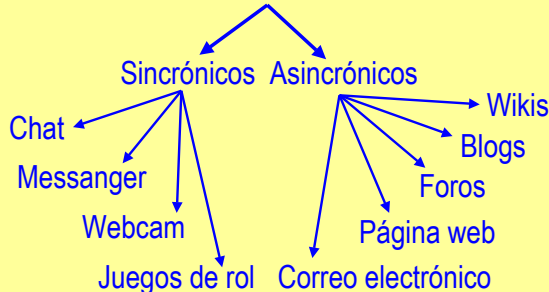 Sincrónicos Asincrónicos
Wikis
Chat
Blogs
Messanger
Foros
Webcam
Página web
Juegos de rol Correo electrónico